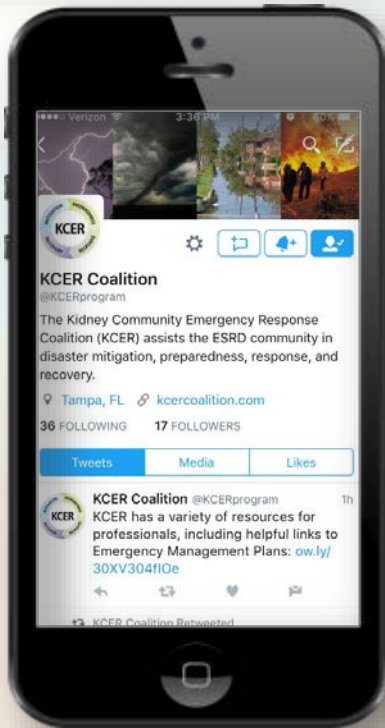 Verizon 3:36 PM 60%
KCER
KCER Coalition
@KCERprogram
The Kidney Community Emergency Response
Coalition (KCER) assists the ESRD community in
disaster mitigation, preparedness, response, and
recovery.
Tampa, FL kcercoalition.com
36 FOLLOWING 17 FOLLOWERS
Tweets Media Likes
KCER Coalition @KCERprogram 1h
KCER
KCER has a variety of resources for
professionals, including helpful links to
Emergency Management Plans: ow.ly/
30XV304flOe
KCER Coalition Retweeted